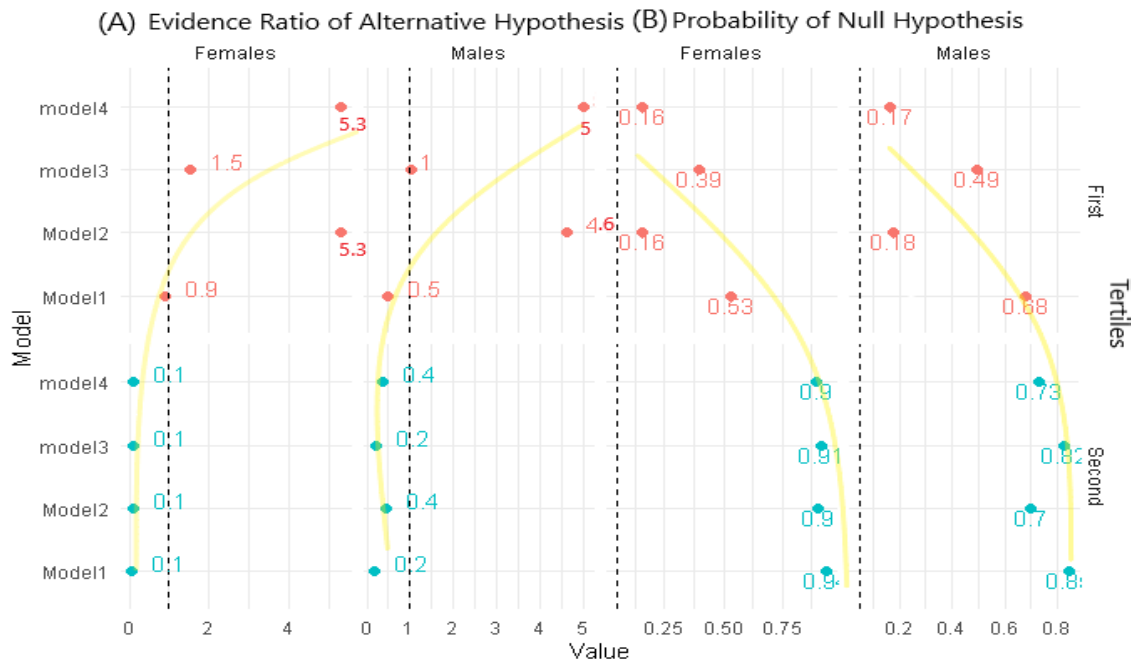 (A) Evidence Ratio of Alternative Hypothesis (B) Probability of Null Hypothesis
Females Males Females Males
model4 5.3 5 0.16 0.17
model3 1.5 1 0.39 0.49
Model2 5.3 4.6 0.16 0.18
Model1 0.9 0.5 0.53 0.68
model4 0.1 0.4 0.9 0.73
model3 0.1 0.2 0.91 0.82
Model2 0.1 0.4 0.9 0.7
Model1 0.1 0.2
0 2 4 0 1 2 3 4 5 0.25 0.50 0.75 0.2 0.4 0.6 0.8
Value
Model
First
Second
Tertiles